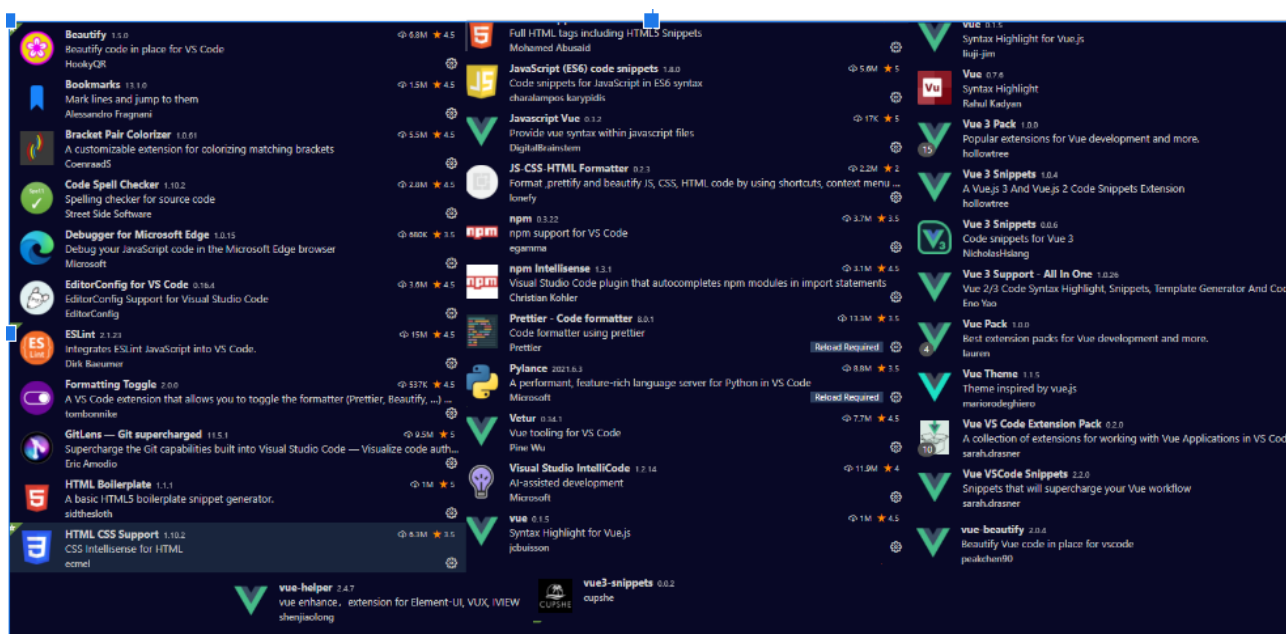 Beautify 1.5.0 6.8M ★ 4.5
Beautify code in place for VS Code
HookyQR
Bookmarks 13.1.0 1.5M ★ 4.5
Mark lines and jump to them
Alessandro Fragnani
Bracket Pair Colorizer 1.0.61 5.5M ★ 4.5
A customizable extension for colorizing matching brackets
CoenraadS
Code Spell Checker 1.10.2 2.8M ★ 4.5
Spelling checker for source code
Street Side Software
Debugger for Microsoft Edge 1.0.15 ★ 3.5
Debug your JavaScript code in the Microsoft Edge browser
Microsoft
EditorConfig for VS Code 0.16.4 3.6M ★ 4.5
EditorConfig Support for Visual Studio Code
EditorConfig
ES
Lint
ESLint 2.1.23 15M ★ 4.5
Integrates ESLint JavaScript into VS Code.
Dirk Baeumer
Formatting Toggle 2.0.0 537K ★ 4.5
A VS Code extension that allows you to toggle the formatter (Prettier, Beautify, …) ...
tombonnike
GitLens — Git supercharged 11.5.1 9.5M ★ 5
Supercharge the Git capabilities built into Visual Studio Code — Visualize code auth...
Eric Amodio
HTML Boilerplate 1.1.1 1M ★ 5
A basic HTML5 boilerplate snippet generator.
sidthesloth
HTML CSS Support 1.10.2 6.3M ★ 3.5
CSS Intellisense for HTML
ecmel
Full HTML tags including HTML5 Snippets
Mohamed Abusaid
JS
JavaScript (ES6) code snippets 1.8.0 5.6M ★ 5
Code snippets for JavaScript in ES6 syntax
charalampos karypidis
Javascript Vue 0.1.2 17K ★ 5
Provide vue syntax within javascript files
DigitalBrainstem
JS-CSS-HTML Formatter 0.2.3 2.2M ★ 2
Format ,prettify and beautify JS, CSS, HTML code by using shortcuts, context menu ...
lonefy
npm
npm 0.3.22 3.7M ★ 3.5
npm support for VS Code
egamma
npm
npm Intellisense 1.3.1 3.1M ★ 4.5
Visual Studio Code plugin that autocompletes npm modules in import statements
Christian Kohler
Prettier - Code formatter 8.0.1 13.3M ★ 3.5
Code formatter using prettier
Prettier Reload Required
Pylance 2021.6.3 8.8M ★ 3.5
A performant, feature-rich language server for Python in VS Code
Microsoft Reload Required
Vetur 0.34.1 7.7M ★ 4.5
Vue tooling for VS Code
Pine Wu
Visual Studio IntelliCode 1.2.14 11.9M ★ 4
AI-assisted development
Microsoft
vue 0.1.5 1M ★ 4.5
Syntax Highlight for Vue.js
jcbuisson
vue 0.1.5
Syntax Highlight for Vue.js
liuji-jim
Vu
Vue 0.7.6
Syntax Highlight
Rahul Kadyan
Vue 3 Pack 1.0.0
Popular extensions for Vue development and more.
15
hollowtree
Vue 3 Snippets 1.0.4
A Vue.js 3 And Vue.js 2 Code Snippets Extension
hollowtree
Vue 3 Snippets 0.0.6
Code snippets for Vue 3
NicholasHsiang
Vue 3 Support - All In One 1.0.26
Vue 2/3 Code Syntax Highlight, Snippets, Template Generator And
Eno Yao
Vue Pack 1.0.0
Best extension packs for Vue development and more.
4
lauren
Vue Theme 1.1.5
Theme inspired by vue.js
mariorodeghiero
Vue VS Code Extension Pack 0.2.0
A collection of extensions for working with Vue Applications in VS
10
sarah.drasner
Vue VSCode Snippets 2.2.0
Snippets that will supercharge your Vue workflow
sarah.drasner
vue-beautify 2.0.4
Beautify Vue code in place for vscode
peakchen90
vue-helper 2.4.7
vue enhance，extension for Element-UI, VUX, IVIEW
shenjiaolong
CUPSHE
vue3-snippets 0.0.2
cupshe